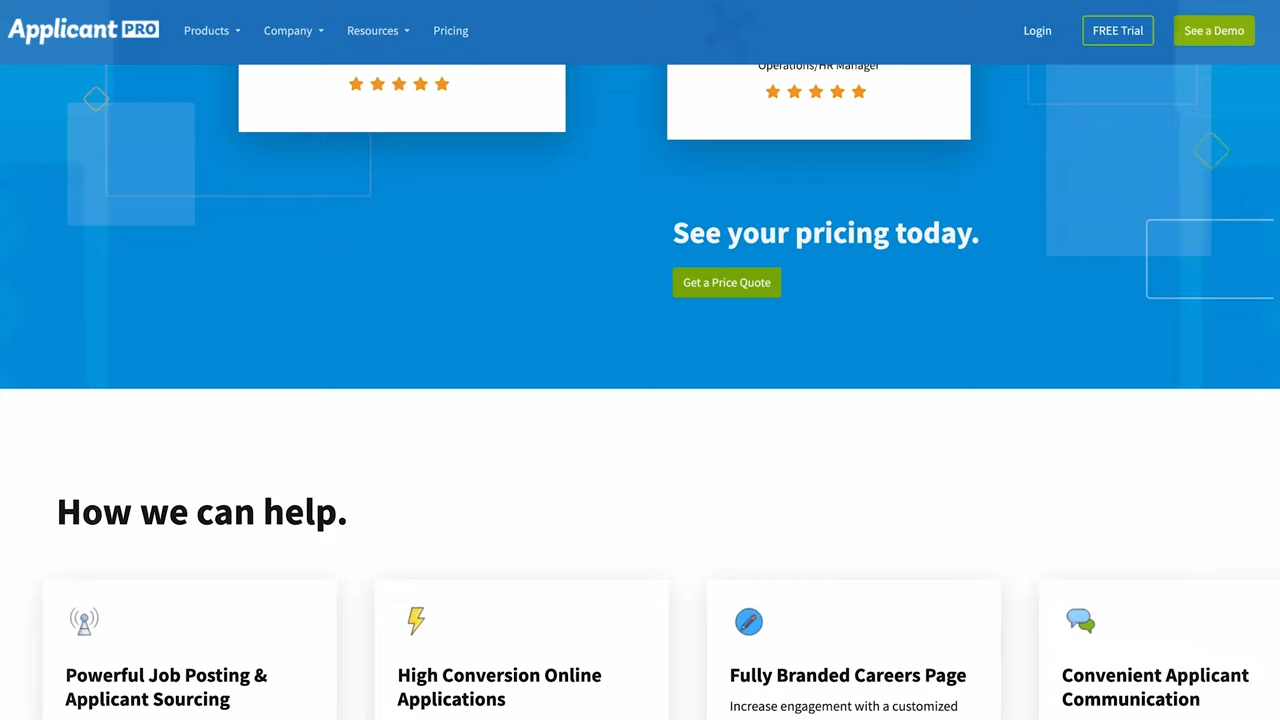 Applicant PRO
Products
Company
Resources
Pricing
Login
FREE Trial
See a Demo
Operations/HR Manager
See your pricing today.
Get a Price Quote
How we can help.
Powerful Job Posting &
Applicant Sourcing
High Conversion Online
Applications
Fully Branded Careers Page
Increase engagement with a customized
Convenient Applicant
Communication